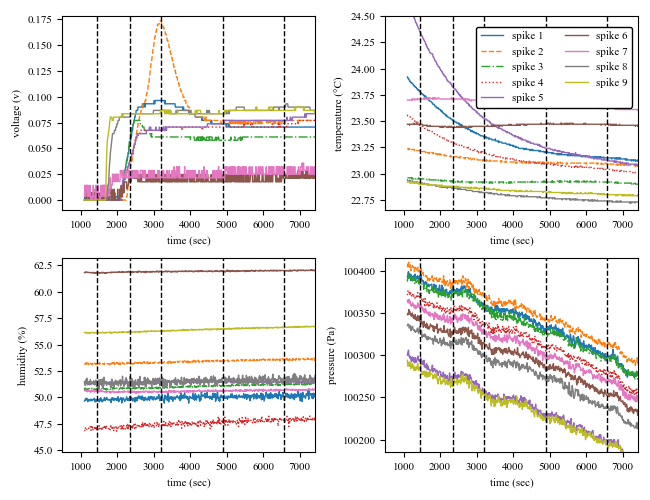 0.175
0.150
0.125
0.100
0.075
0.050
0.025
0.000
voltage (v)
1000 2000 3000 4000 5000 6000 7000
time (sec)
24.50
24.25
24.00
23.75
23.50
23.25
23.00
22.75
temperature (°C)
spike 1
spike 2
spike 3
spike 4
spike 5
spike 6
spike 7
spike 8
spike 9
1000 2000 3000 4000 5000 6000 7000
time (sec)
62.5
60.0
57.5
55.0
52.5
50.0
47.5
45.0
humidity (%)
1000 2000 3000 4000 5000 6000 7000
time (sec)
100400
100350
100300
100250
100200
pressure (Pa)
1000 2000 3000 4000 5000 6000 7000
time (sec)